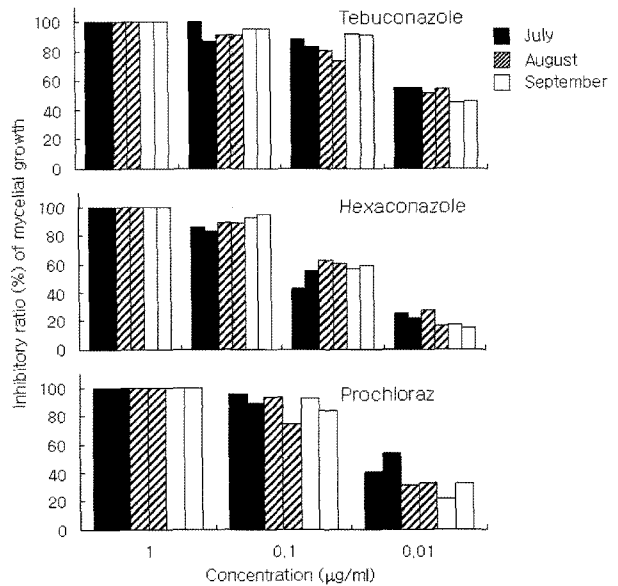 Inhibitory ratio (%) of mycelial growth
Tebuconazole
100
80
60
40
20
0
July
August
September
Hexaconazole
100
80
60
40
20
0
Prochloraz
100
80
60
40
20
0
1 0.1 0.01
Concentration (μg/ml)